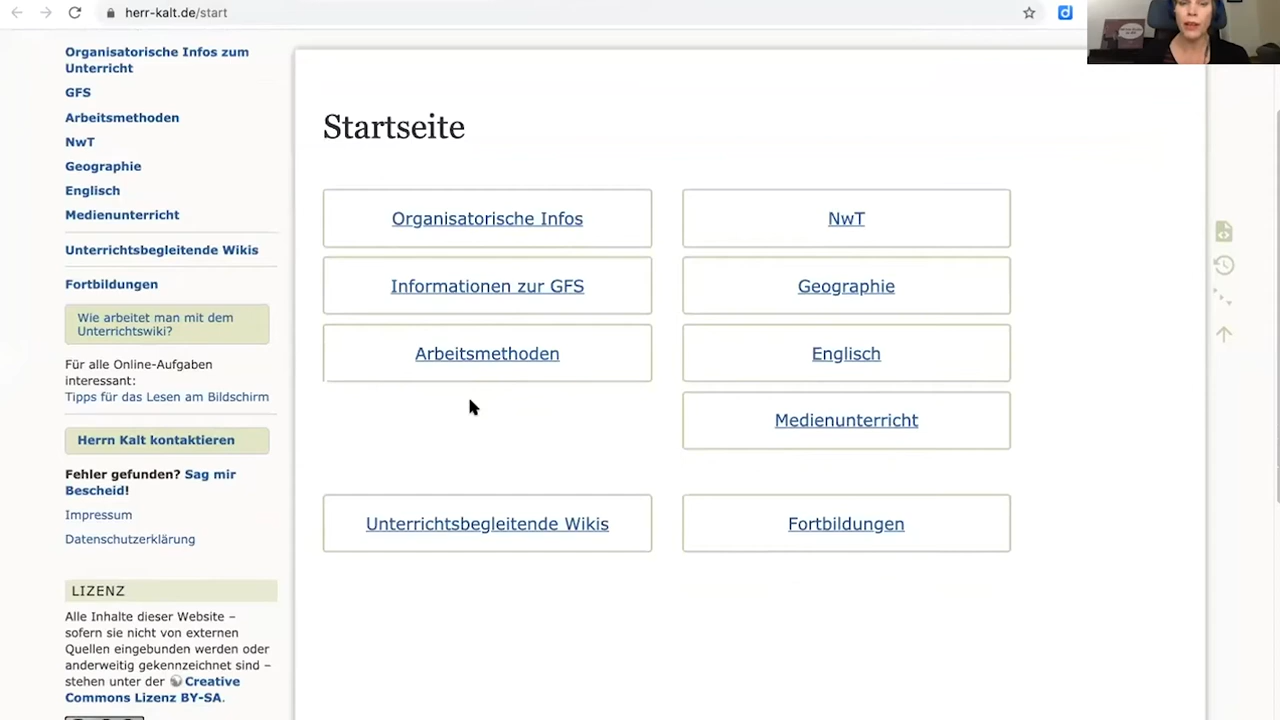 herr-kalt.de/start
Organisatorische Infos zum
Unterricht
GFS
Arbeitsmethoden
NwT
Geographie
Englisch
Medienunterricht
Unterrichtsbegleitende Wikis
Fortbildungen
Wie arbeitet man mit dem
Unterrichtswiki?
Für alle Online-Aufgaben
interessant:
Tipps für das Lesen am Bildschirm
Herrn Kalt kontaktieren
Fehler gefunden? Sag mir
Bescheid!
Impressum
Datenschutzerklärung
LIZENZ
Alle Inhalte dieser Website –
sofern sie nicht von externen
Quellen eingebunden werden oder
anderweitig gekennzeichnet sind –
stehen unter der Creative
Commons Lizenz BY-SA.
Startseite
Organisatorische Infos
NwT
Informationen zur GFS
Geographie
Arbeitsmethoden
Englisch
Medienunterricht
Unterrichtsbegleitende Wikis
Fortbildungen